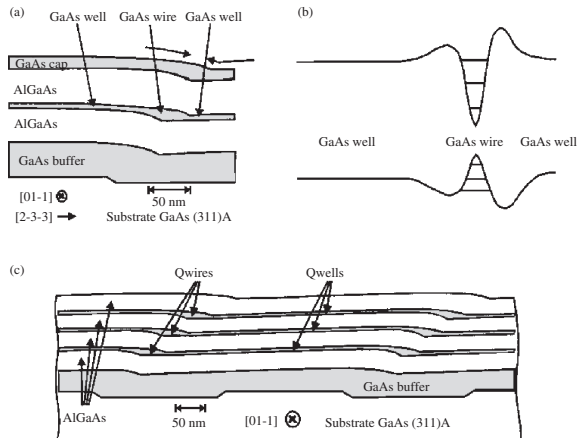 (a)
GaAs well
GaAs wire
GaAs well
GaAs cap
AlGaAs
AlGaAs
GaAs buffer
50 nm
[01-1]
[2-3-3]
Substrate GaAs (311)A
(b)
GaAs well
GaAs wire
GaAs well
(c)
Qwires
Qwells
GaAs buffer
AlGaAs
50 nm
[01-1]
Substrate GaAs (311)A